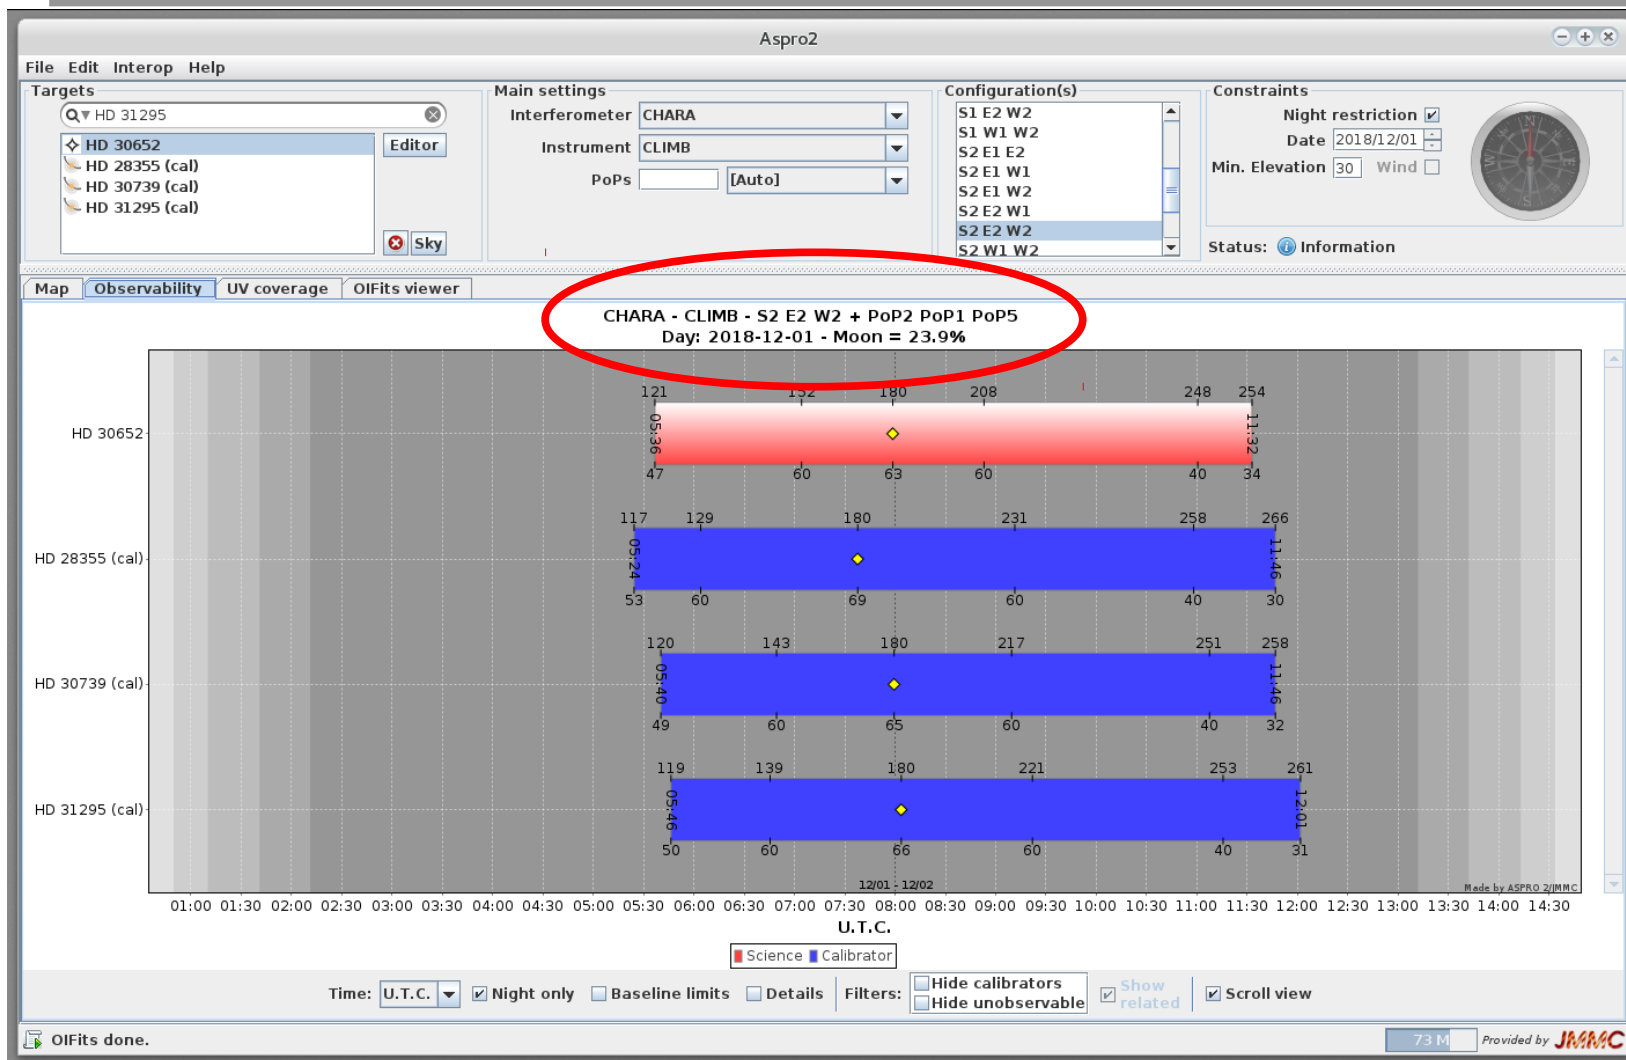 Aspro2
File Edit Interop Help
Targets
HD 31295
HD 30652
HD 28355 (cal)
HD 30739 (cal)
HD 31295 (cal)
Editor
Sky
Main settings
Interferometer CHARA
Instrument CLIMB
PoPs [Auto]
Configuration(s)
S1 E2 W2
S1 W1 W2
S2 E1 E2
S2 E1 W1
S2 E1 W2
S2 E2 W1
S2 E2 W2
S2 W1 W2
Constraints
Night restriction
Date 2018/12/01
Min. Elevation 30 Wind
N
E
S
W
Status: Information
Map Observability UV coverage OIFits viewer
CHARA - CLIMB - S2 E2 W2 + PoP2 PoP1 PoP5
Day: 2018-12-01 - Moon = 23.9%
121 152 180 208 248 254
HD 30652 05:36 11:32
47 60 63 60 40 34
117 129 180 231 258 266
HD 28355 (cal) 05:24 11:46
53 60 69 60 40 30
120 143 180 217 251 258
HD 30739 (cal) 05:40 11:46
49 60 65 60 40 32
119 139 180 221 253 261
HD 31295 (cal) 05:46 12:01
50 60 66 60 40 31
12/01 - 12/02
Made by ASPRO 2/JMMC
01:00 01:30 02:00 02:30 03:00 03:30 04:00 04:30 05:00 05:30 06:00 06:30 07:00 07:30 08:00 08:30 09:00 09:30 10:00 10:30 11:00 11:30 12:00 12:30 13:00 13:30 14:00 14:30
U.T.C.
Science Calibrator
Time: U.T.C. Night only Baseline limits Details Filters: Hide calibrators
Hide unobservable
Show
related
Scroll view
OIFits done.
73 M Provided by JMMC